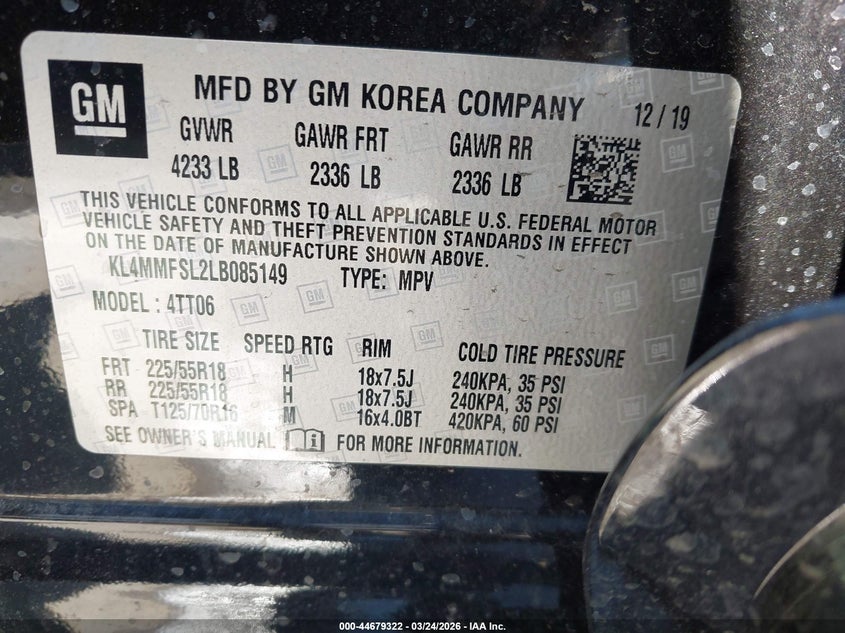 GM MFD BY GM KOREA COMPANY 12 / 19
GVWR GAWR FRT GAWR RR
4233 LB 2336 LB 2336 LB
THIS VEHICLE CONFORMS TO ALL APPLICABLE U.S. FEDERAL MOTOR
VEHICLE SAFETY AND THEFT PREVENTION STANDARDS IN EFFECT
ON THE DATE OF MANUFACTURE SHOWN ABOVE.
KL4MMFSL2LB085149 TYPE: MPV
MODEL : 4TT06
TIRE SIZE SPEED RTG RIM COLD TIRE PRESSURE
FRT 225/55R18 H 18x7.5J 240KPA, 35 PSI
RR 225/55R18 H 18x7.5J 240KPA, 35 PSI
SPA T125/70R16 M 16x4.0BT 420KPA, 60 PSI
SEE OWNER'S MANUAL FOR MORE INFORMATION.
000-44679322 - 03/24/2026 - IAA Inc.